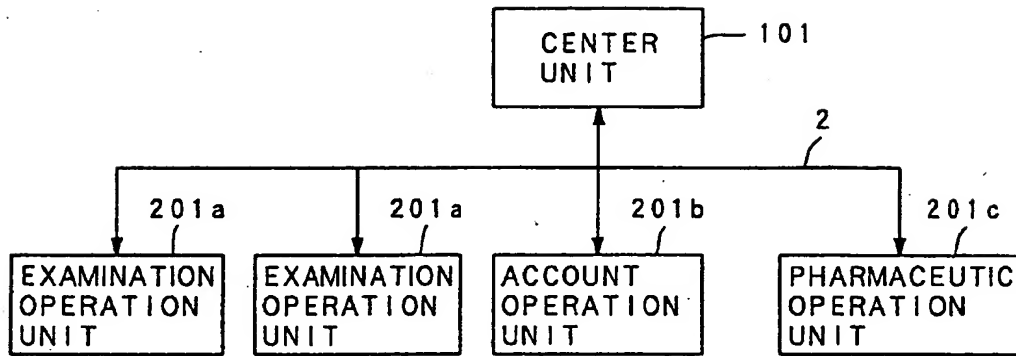 CENTER
UNIT
101
2
201a
201a
201b
201c
EXAMINATION
OPERATION
UNIT
EXAMINATION
OPERATION
UNIT
ACCOUNT
OPERATION
UNIT
PHARMACEUTIC
OPERATION
UNIT